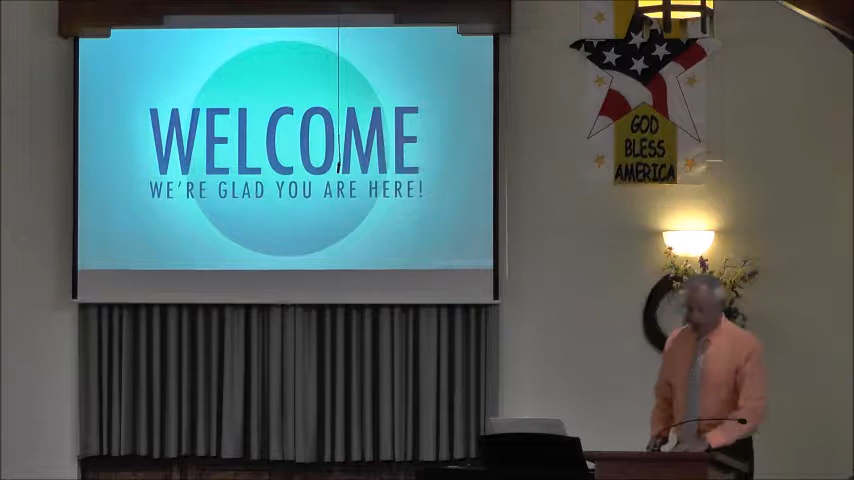 WELCOME
WE'RE GLAD YOU ARE HERE!
GOD
BLESS
AMERICA